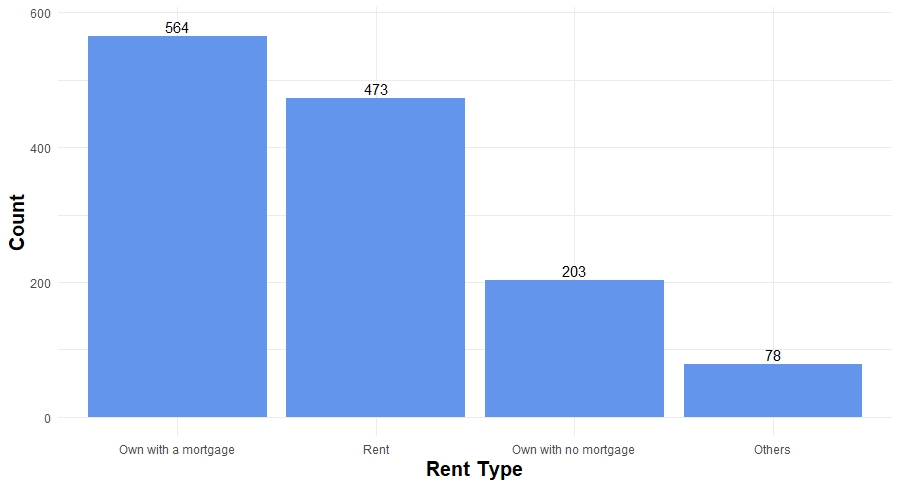 600
400
200
0
Count
564
473
203
78
Own with a mortgage
Rent
Own with no mortgage
Others
Rent Type